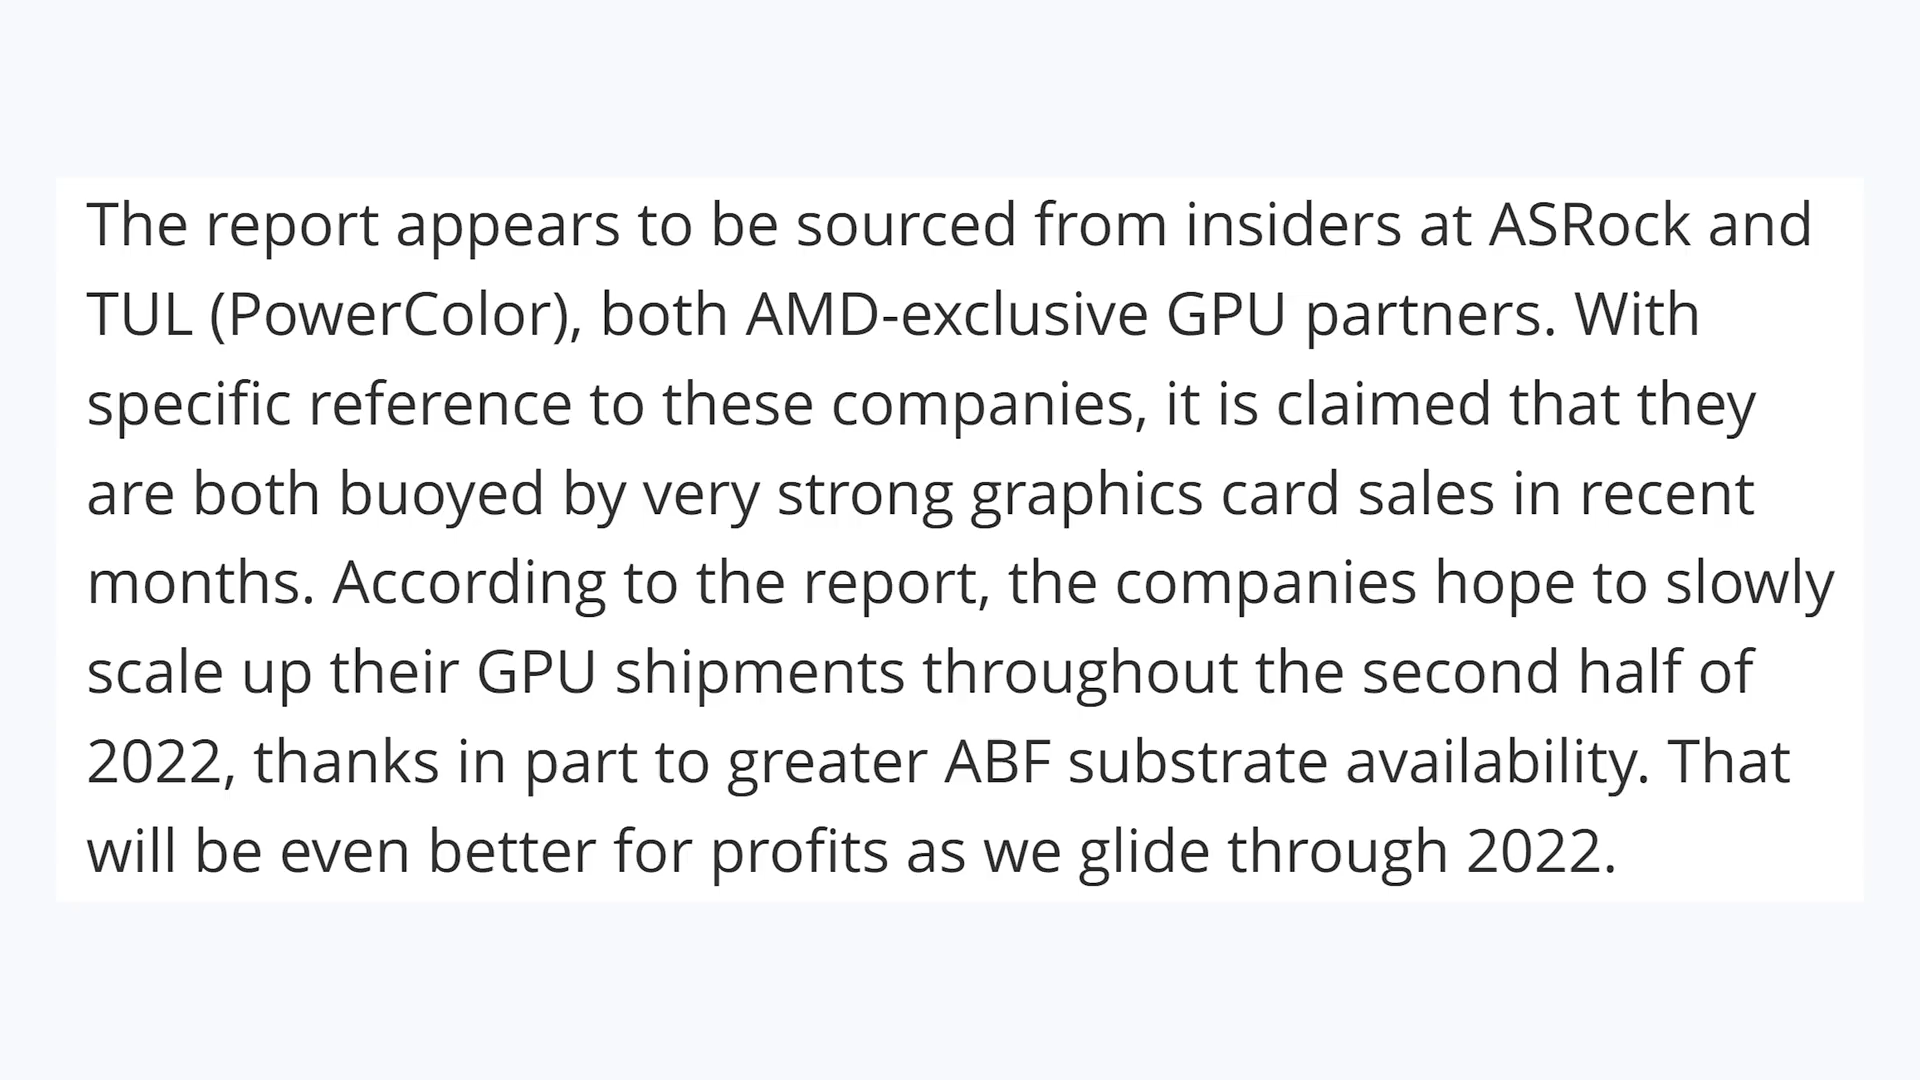 The report appears to be sourced from insiders at ASRock and
TUL (PowerColor), both AMD-exclusive GPU partners. With
specific reference to these companies, it is claimed that they
are both buoyed by very strong graphics card sales in recent
months. According to the report, the companies hope to slowly
scale up their GPU shipments throughout the second half of
2022, thanks in part to greater ABF substrate availability. That
will be even better for profits as we glide through 2022.